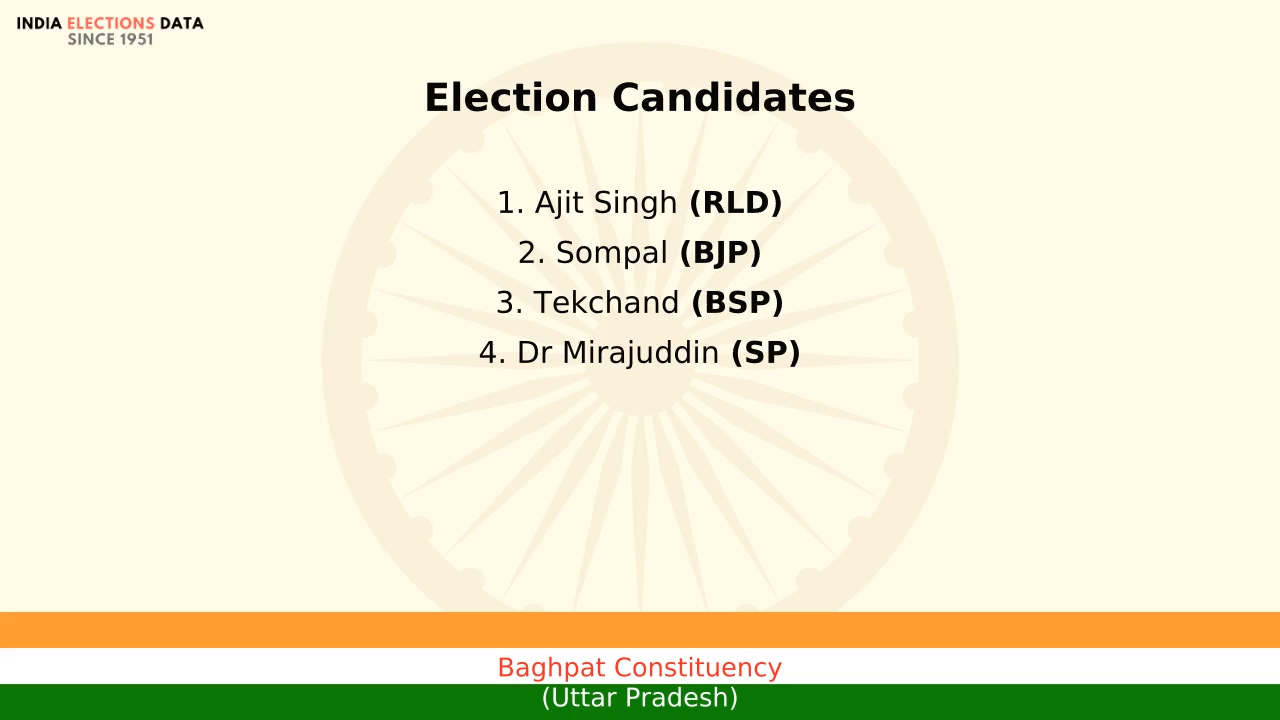 INDIA ELECTIONS DATA
SINCE 1951
Election Candidates
1. Ajit Singh (RLD)
2. Sompal (BJP)
3. Tekchand (BSP)
4. Dr Mirajuddin (SP)
Baghpat Constituency
(Uttar Pradesh)